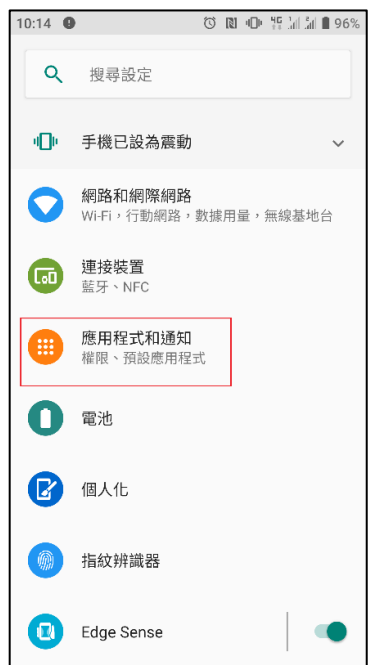 10:14 4G 96%
搜尋設定
手機已設為震動
網路和網際網路
Wi-Fi，行動網路，數據用量，無線基地台
連接裝置
藍牙、NFC
應用程式和通知
權限、預設應用程式
電池
個人化
指紋辨識器
Edge Sense